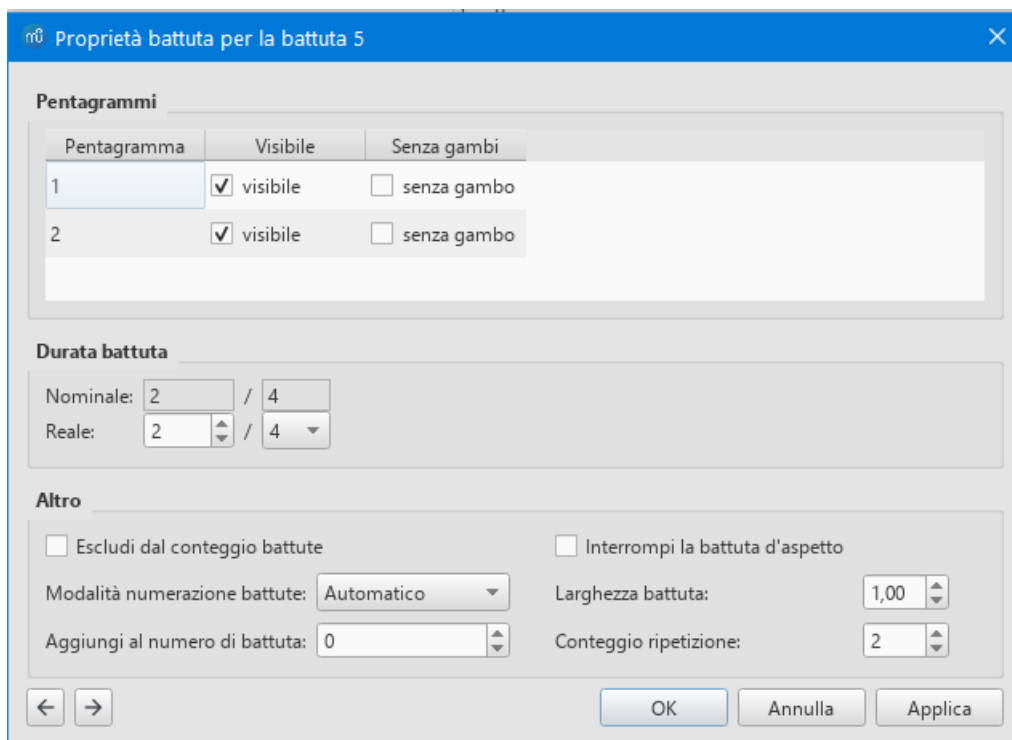 Proprietà battuta per la battuta 5
Pentagrammi
Pentagramma Visibile Senza gambi
1 visibile senza gambo
2 visibile senza gambo
Durata battuta
Nominale: 2 / 4
Reale: 2 / 4
Altro
Escludi dal conteggio battute Interrompi la battuta d'aspetto
Modalità numerazione battute: Automatico Larghezza battuta: 1,00
Aggiungi al numero di battuta: 0 Conteggio ripetizione: 2
OK Annulla Applica